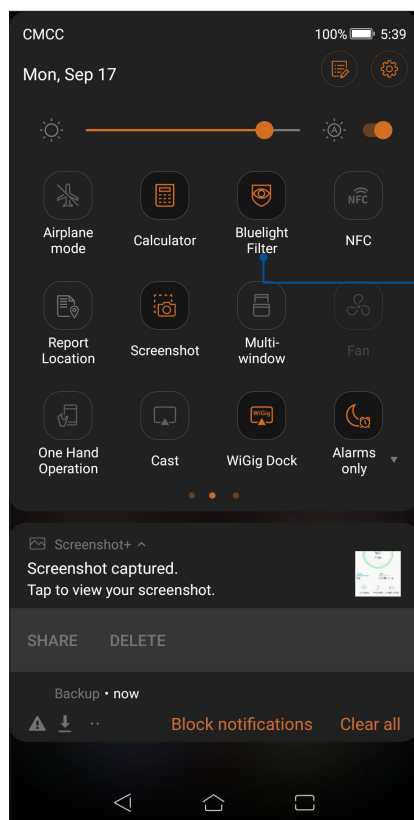 CMCC 100% 5:39
Mon, Sep 17
A
NFC
Airplane mode
Calculator
Bluelight Filter
NFC
Report Location
Screenshot
Multi-window
Fan
WiGig
One Hand Operation
Cast
WiGig Dock
Alarms only
Screenshot+
Screenshot captured.
Tap to view your screenshot.
SHARE DELETE
Backup • now
Block notifications Clear all